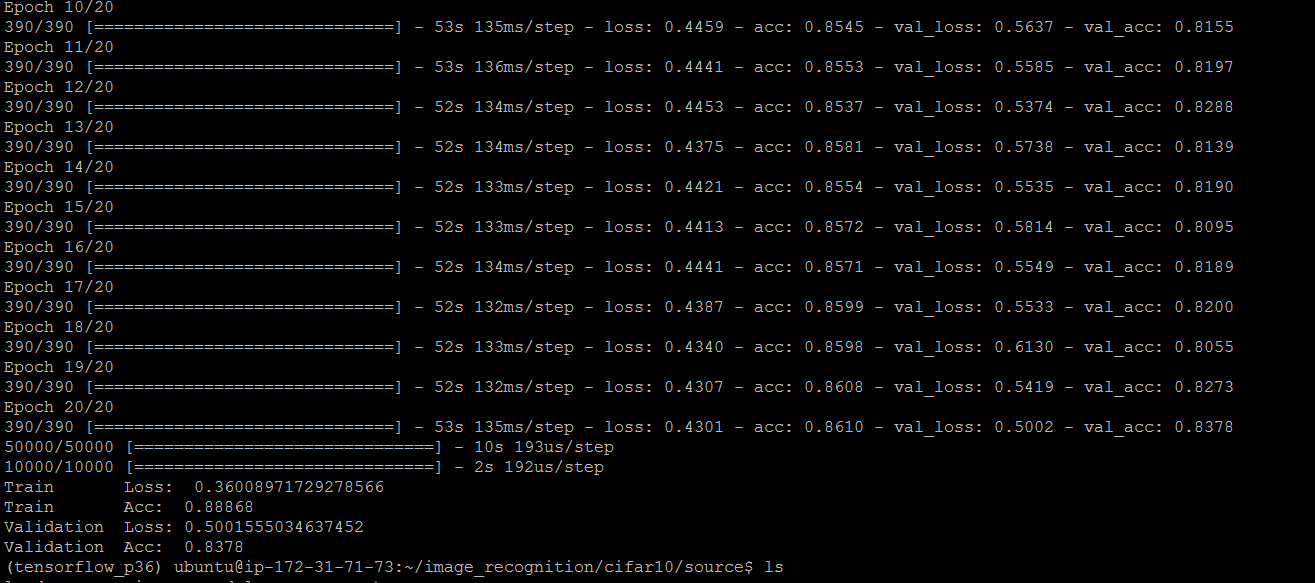 Epoch 10/20
390/390 [==============================] - 53s 135ms/step - loss: 0.4459 - acc: 0.8545 - val_loss: 0.5637 - val_acc: 0.8155
Epoch 11/20
390/390 [==============================] - 53s 136ms/step - loss: 0.4441 - acc: 0.8553 - val_loss: 0.5585 - val_acc: 0.8197
Epoch 12/20
390/390 [==============================] - 52s 134ms/step - loss: 0.4453 - acc: 0.8537 - val_loss: 0.5374 - val_acc: 0.8288
Epoch 13/20
390/390 [==============================] - 52s 134ms/step - loss: 0.4375 - acc: 0.8581 - val_loss: 0.5738 - val_acc: 0.8139
Epoch 14/20
390/390 [==============================] - 52s 133ms/step - loss: 0.4421 - acc: 0.8554 - val_loss: 0.5535 - val_acc: 0.8190
Epoch 15/20
390/390 [==============================] - 52s 133ms/step - loss: 0.4413 - acc: 0.8572 - val_loss: 0.5814 - val_acc: 0.8095
Epoch 16/20
390/390 [==============================] - 52s 134ms/step - loss: 0.4441 - acc: 0.8571 - val_loss: 0.5549 - val_acc: 0.8189
Epoch 17/20
390/390 [==============================] - 52s 132ms/step - loss: 0.4387 - acc: 0.8599 - val_loss: 0.5533 - val_acc: 0.8200
Epoch 18/20
390/390 [==============================] - 52s 133ms/step - loss: 0.4340 - acc: 0.8598 - val_loss: 0.6130 - val_acc: 0.8055
Epoch 19/20
390/390 [==============================] - 52s 132ms/step - loss: 0.4307 - acc: 0.8608 - val_loss: 0.5419 - val_acc: 0.8273
Epoch 20/20
390/390 [==============================] - 53s 135ms/step - loss: 0.4301 - acc: 0.8610 - val_loss: 0.5002 - val_acc: 0.8378
50000/50000 [==============================] - 10s 193us/step
10000/10000 [==============================] - 2s 192us/step
Train       Loss:  0.36008971729278566
Train       Acc:  0.88868
Validation  Loss: 0.5001555034637452
Validation  Acc:  0.8378
(tensorflow_p36) ubuntu@ip-172-31-71-73:~/image_recognition/cifar10/source$ ls